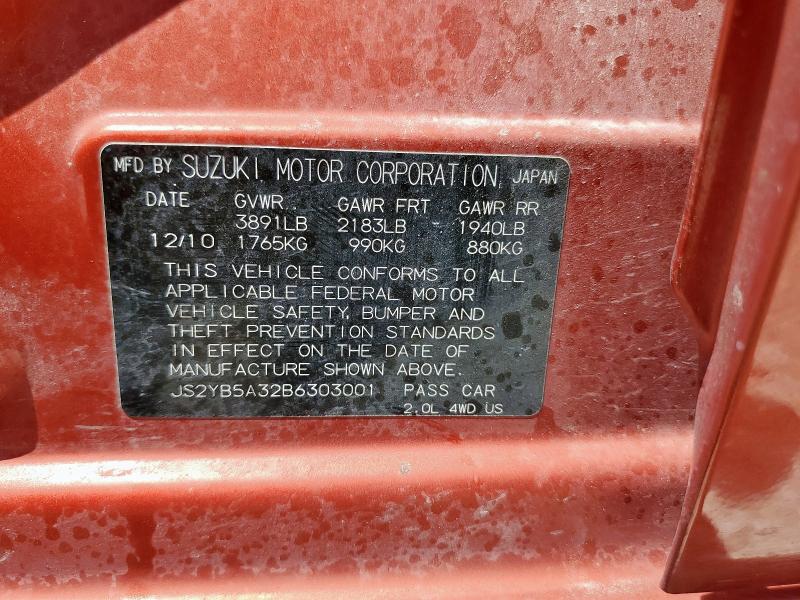 MFD BY SUZUKI MOTOR CORPORATION, JAPAN
DATE GVWR. GAWR FRT GAWR RR
3891LB 2183LB 1940LB
12/10 1765KG 990KG 880KG
THIS VEHICLE CONFORMS TO ALL
APPLICABLE FEDERAL MOTOR
VEHICLE SAFETY, BUMPER AND
THEFT PREVENTION STANDARDS
IN EFFECT ON THE DATE OF
MANUFACTURE SHOWN ABOVE.
JS2YB5A32B6303001 PASS CAR
2.0L 4WD US